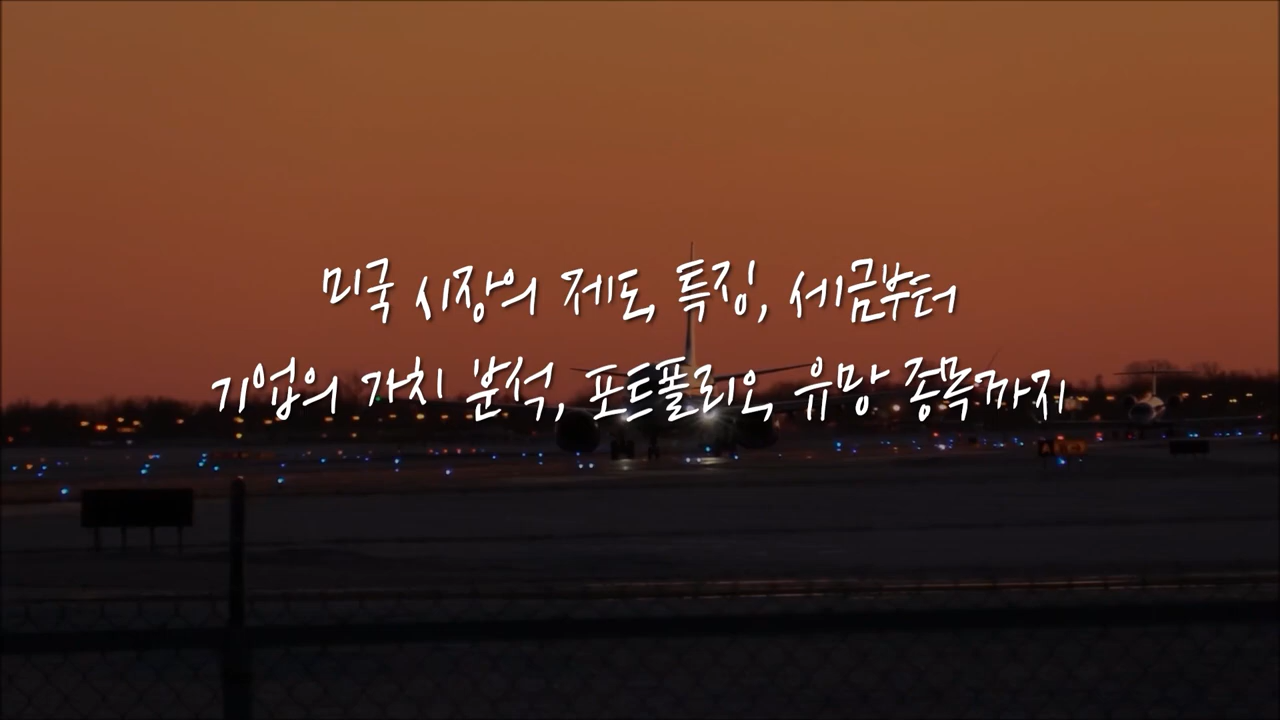 미국 시장의 제도, 특징, 세금부터
기업의 가치 분석, 포트폴리오, 유망 종목까지